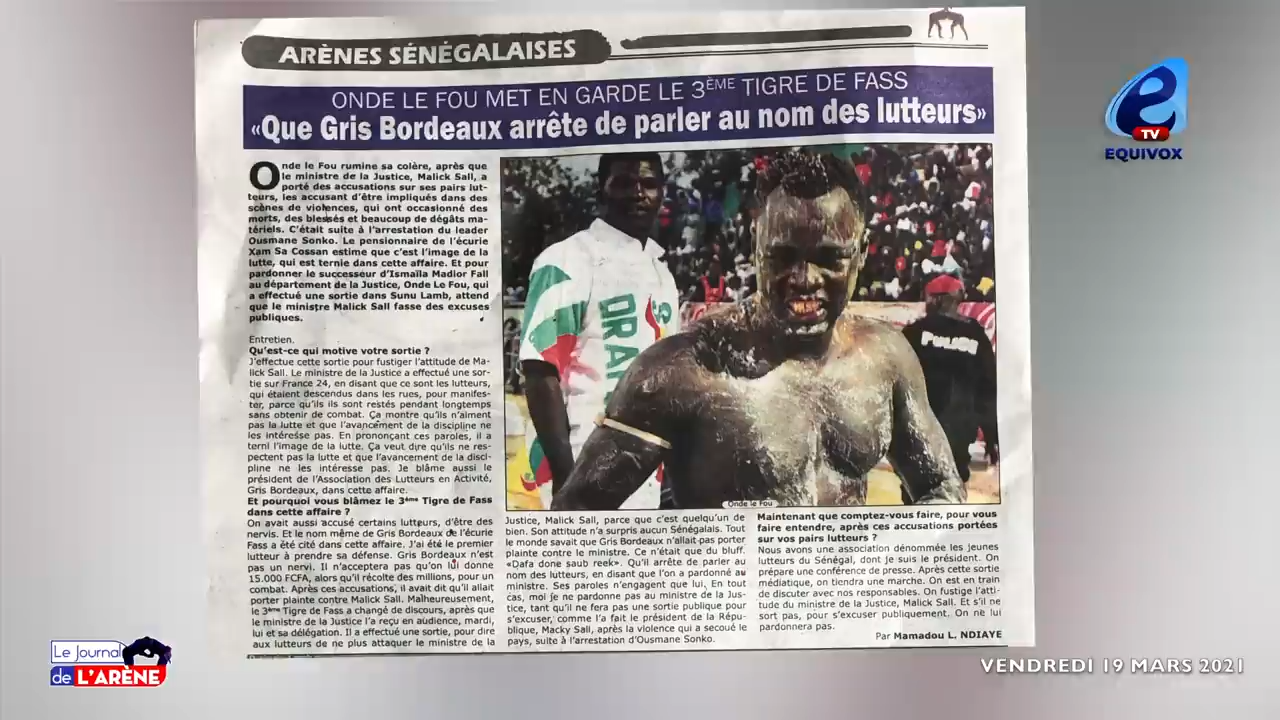 ARÈNES SÉNÉGALAISES
ONDE LE FOU MET EN GARDE LE 3ÈME TIGRE DE FASS
«Que Gris Bordeaux arrête de parler au nom des lutteurs»
Onde le Fou rumine sa colère, après que
le ministre de la Justice, Malick Sall, a
porté des accusations sur ses pairs lut-
teurs, les accusant d'être impliqués dans des
scènes de violences, qui ont occasionné des
morts, des blessés et beaucoup de dégâts ma-
tériels. C'était suite à l'arrestation du leader
Ousmane Sonko. Le pensionnaire de l'écurie
Xam Sa Cossan estime que c'est l'image de la
lutte, qui est ternie dans cette affaire. Et pour
pardonner le successeur d'Ismaïla Madior Fall
au département de la Justice, Onde Le Fou, qui
a effectué une sortie dans Sunu Lamb, attend
que le ministre Malick Sall fasse des excuses
publiques.
Entretien.
Qu'est-ce qui motive votre sortie ?
J'effectue cette sortie pour fustiger l'attitude de Ma-
lick Sall. Le ministre de la Justice a effectué une sor-
tie sur France 24, en disant que ce sont les lutteurs,
qui étaient descendus dans les rues, pour manifes-
ter, parce qu'ils ils sont restés pendant longtemps
sans obtenir de combat. Ça montre qu'ils n'aiment
pas la lutte et que l'avancement de la discipline ne
les intéresse pas. En prononçant ces paroles, il a
terni l'image de la lutte. Ça veut dire qu'ils ne res-
pectent pas la lutte et que l'avancement de la disci-
pline ne les intéresse pas. Je blâme aussi le
président de l'Association des Lutteurs en Activité,
Gris Bordeaux, dans cette affaire.
Et pourquoi vous blâmez le 3ème Tigre de Fass
dans cette affaire ?
On avait aussi accusé certains lutteurs, d'être des
nervis. Et le nom même de Gris Bordeaux de l'écurie
Fass a été cité dans cette affaire. J'ai été le premier
lutteur à prendre sa défense. Gris Bordeaux n'est
pas un nervi. Il n'acceptera pas qu'on lui donne
15.000 FCFA, alors qu'il récolte des millions, pour un
combat. Après ces accusations, il avait dit qu'il allait
porter plainte contre Malick Sall. Malheureusement,
le 3ème Tigre de Fass a changé de discours, après que
le ministre de la Justice l'a reçu en audience, mardi,
lui et sa délégation. Il a effectué une sortie, pour dire
aux lutteurs de ne plus attaquer le ministre de la
DRA
POLICE
Onde le Fou
Justice, Malick Sall, parce que c'est quelqu'un de
bien. Son attitude n'a surpris aucun Sénégalais. Tout
le monde savait que Gris Bordeaux n'allait pas porter
plainte contre le ministre. Ce n'était que du bluff.
«Dafa done saub reek». Qu'il arrête de parler au
nom des lutteurs, en disant que l'on a pardonné au
ministre. Ses paroles n'engagent que lui. En tout
cas, moi je ne pardonne pas au ministre de la Jus-
tice, tant qu'il ne fera pas une sortie publique pour
s'excuser, comme l'a fait le président de la Répu-
blique, Macky Sall, après la violence qui a secoué le
pays, suite à l'arrestation d'Ousmane Sonko.
Maintenant que comptez-vous faire, pour vous
faire entendre, après ces accusations portées
sur vos pairs lutteurs ?
Nous avons une association dénommée les jeunes
lutteurs du Sénégal, dont je suis le président. On
prépare une conférence de presse. Après cette sortie
médiatique, on tiendra une marche. On est en train
de discuter avec nos responsables. On fustige l'atti-
tude du ministre de la Justice, Malick Sall. Et s'il ne
sort pas, pour s'excuser publiquement. On ne lui
pardonnera pas.
Par Mamadou L. NDIAYE
e
TV
EQUIVOX
Le Journal
de L'ARÈNE
VENDREDI 19 MARS 2021